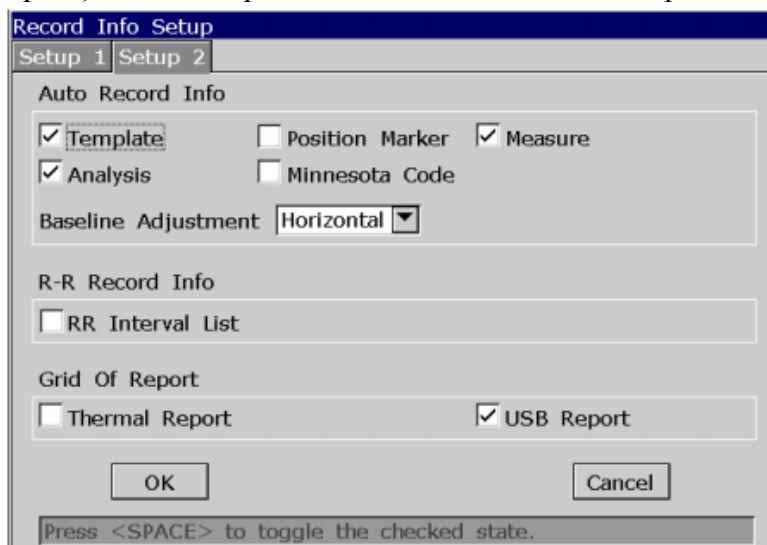 Record Info Setup
Setup 1 Setup 2
Auto Record Info
Template Position Marker Measure
Analysis Minnesota Code
Baseline Adjustment Horizontal
R-R Record Info
RR Interval List
Grid Of Report
Thermal Report USB Report
OK Cancel
Press <SPACE> to toggle the checked state.